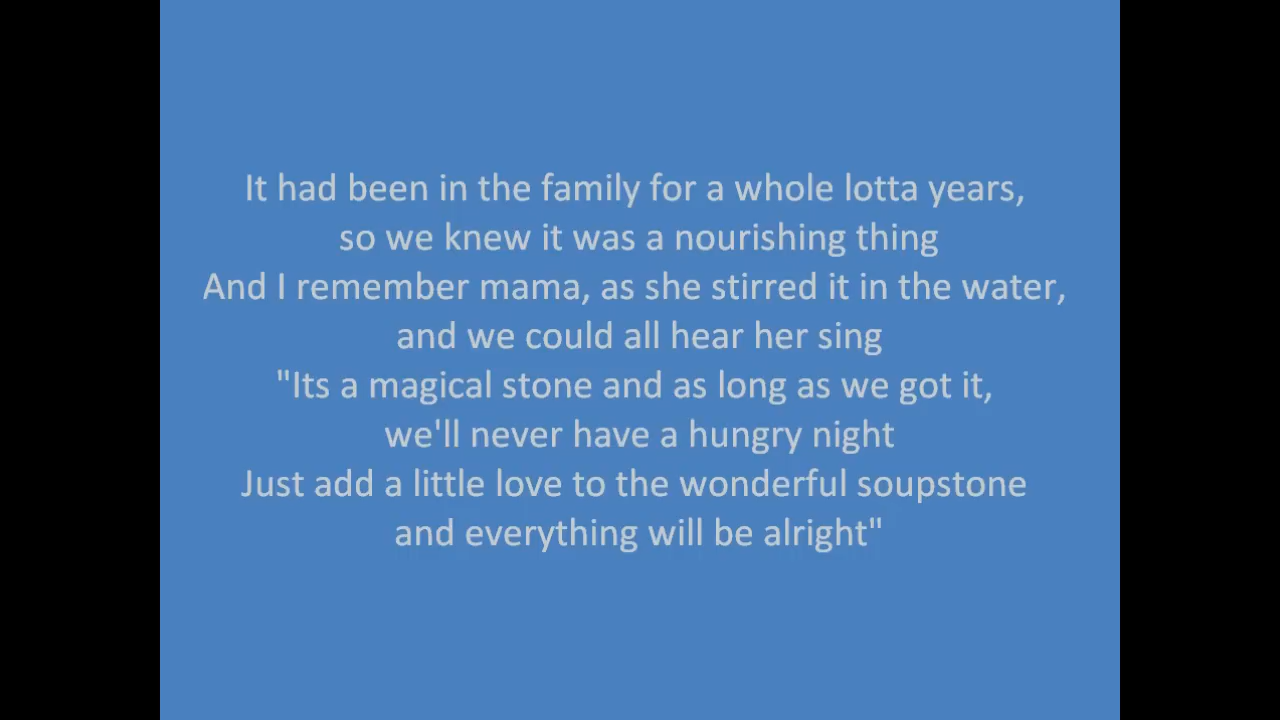 It had been in the family for a whole lotta years,
so we knew it was a nourishing thing
And I remember mama, as she stirred it in the water,
and we could all hear her sing
"Its a magical stone and as long as we got it,
we'll never have a hungry night
Just add a little love to the wonderful soupstone
and everything will be alright"